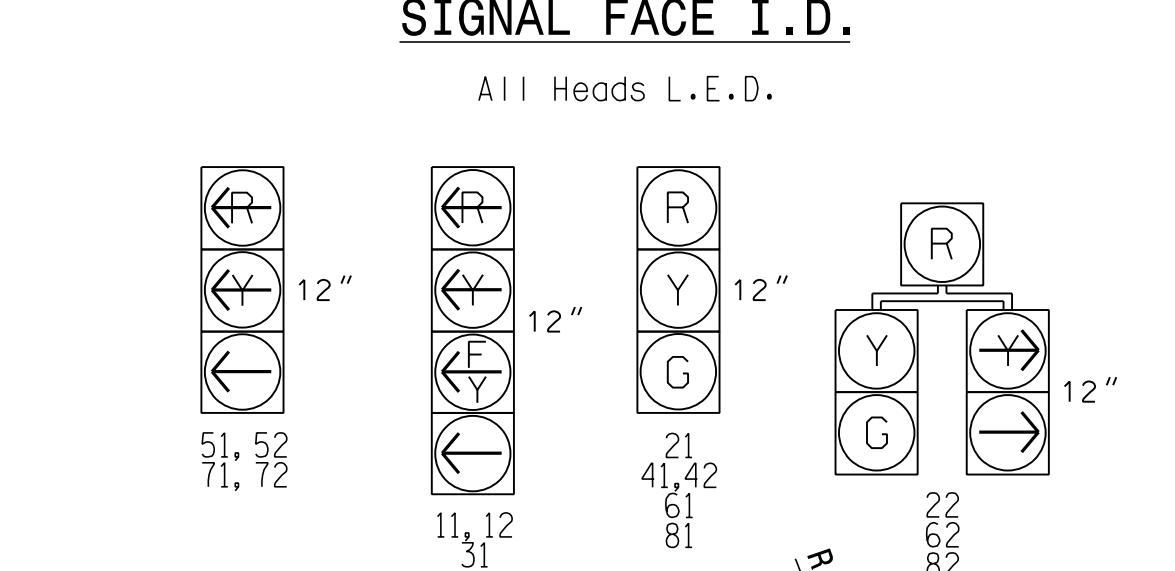 SIGNAL FACE I.D.
All Heads L.E.D.
R
Y
12"
51, 52
71, 72
R
Y
F
Y
12"
11, 12
31
R
Y
G
12"
21
41,42
61
81
R
Y
G
Y
12"
22
62
82
R